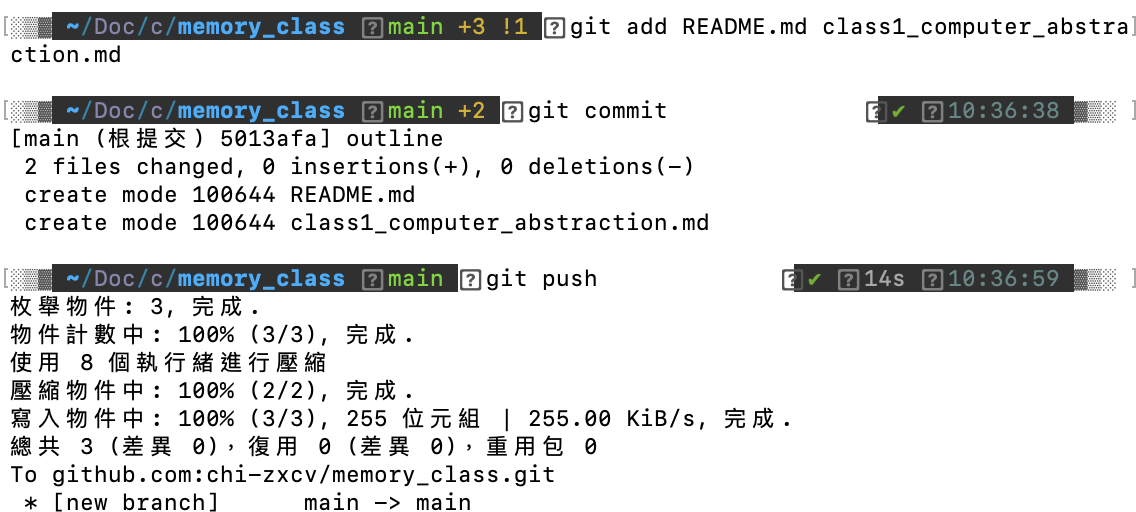 ~/Doc/c/memory_class main +3 !1 git add README.md class1_computer_abstra
ction.md
~/Doc/c/memory_class main +2 git commit ✔ 10:36:38
[main (根提交) 5013afa] outline
2 files changed, 0 insertions(+), 0 deletions(-)
create mode 100644 README.md
create mode 100644 class1_computer_abstraction.md
~/Doc/c/memory_class main git push ✔ 14s 10:36:59
枚舉物件: 3, 完成.
物件計數中: 100% (3/3), 完成.
使用 8 個執行緒進行壓縮
壓縮物件中: 100% (2/2), 完成.
寫入物件中: 100% (3/3), 255 位元組 | 255.00 KiB/s, 完成.
總共 3 (差異 0)，復用 0 (差異 0)，重用包 0
To github.com:chi-zxcv/memory_class.git
* [new branch] main -> main